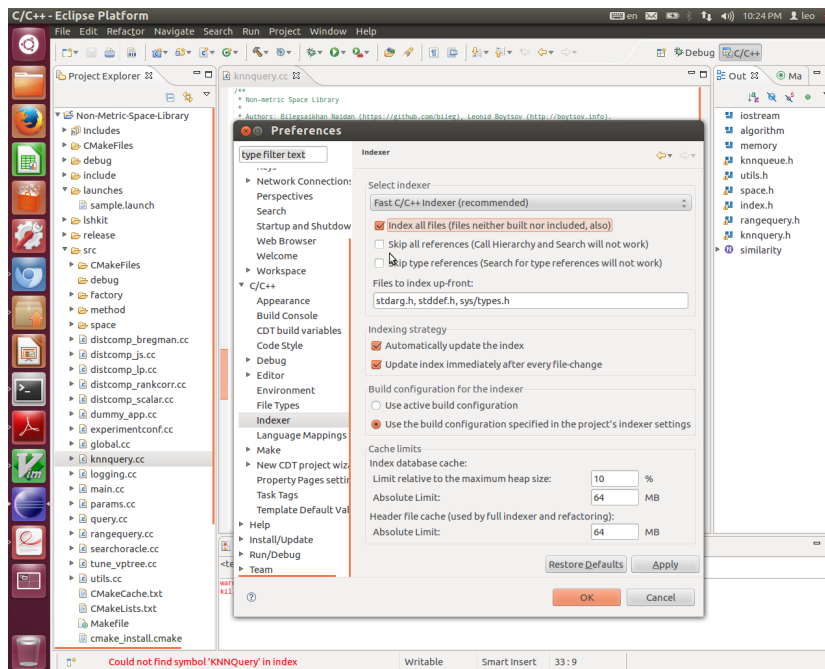 C/C++ - Eclipse Platform
en
10:24 PM
leo
File Edit Refactor Navigate Search Run Project Window Help
Debug
C/C++
Project Explorer
knnquery.cc
Out
Ma
/**
* Non-metric Space Library
*
* Authors: Bilegsaikhan Naidan (https://github.com/bileg), Leonid Boytsov (http://boytsov.info).
Non-Metric-Space-Library
Includes
CMakeFiles
debug
include
launches
sample.launch
lshkit
release
src
CMakeFiles
debug
factory
method
space
distcomp_bregman.cc
distcomp_js.cc
distcomp_lp.cc
distcomp_rankcorr.cc
distcomp_scalar.cc
dummy_app.cc
experimentconf.cc
global.cc
knnquery.cc
logging.cc
main.cc
params.cc
query.cc
rangequery.cc
searchoracle.cc
tune_vptree.cc
utils.cc
CMakeCache.txt
CMakeLists.txt
Makefile
cmake_install.cmake
Preferences
type filter text
Keys
Network Connections
Perspectives
Search
Startup and Shutdow
Web Browser
Welcome
Workspace
C/C++
Appearance
Build Console
CDT build variables
Code Style
Debug
Editor
Environment
File Types
Indexer
Language Mappings
Make
New CDT project wiza
Property Pages settin
Task Tags
Template Default Val
Help
Install/Update
Run/Debug
Team
Indexer
Select indexer
Fast C/C++ Indexer (recommended)
Index all files (files neither built nor included, also)
Skip all references (Call Hierarchy and Search will not work)
Skip type references (Search for type references will not work)
Files to index up-front:
stdarg.h, stddef.h, sys/types.h
Indexing strategy
Automatically update the index
Update index immediately after every file-change
Build configuration for the indexer
Use active build configuration
Use the build configuration specified in the project's indexer settings
Cache limits
Index database cache:
Limit relative to the maximum heap size: 10 %
Absolute Limit: 64 MB
Header file cache (used by full indexer and refactoring):
Absolute Limit: 64 MB
Restore Defaults
Apply
OK
Cancel
iostream
algorithm
memory
knnqueue.h
utils.h
space.h
index.h
rangequery.h
knnquery.h
similarity
<te
war
kil
Could not find symbol 'KNNQuery' in index
Writable
Smart Insert
33 : 9